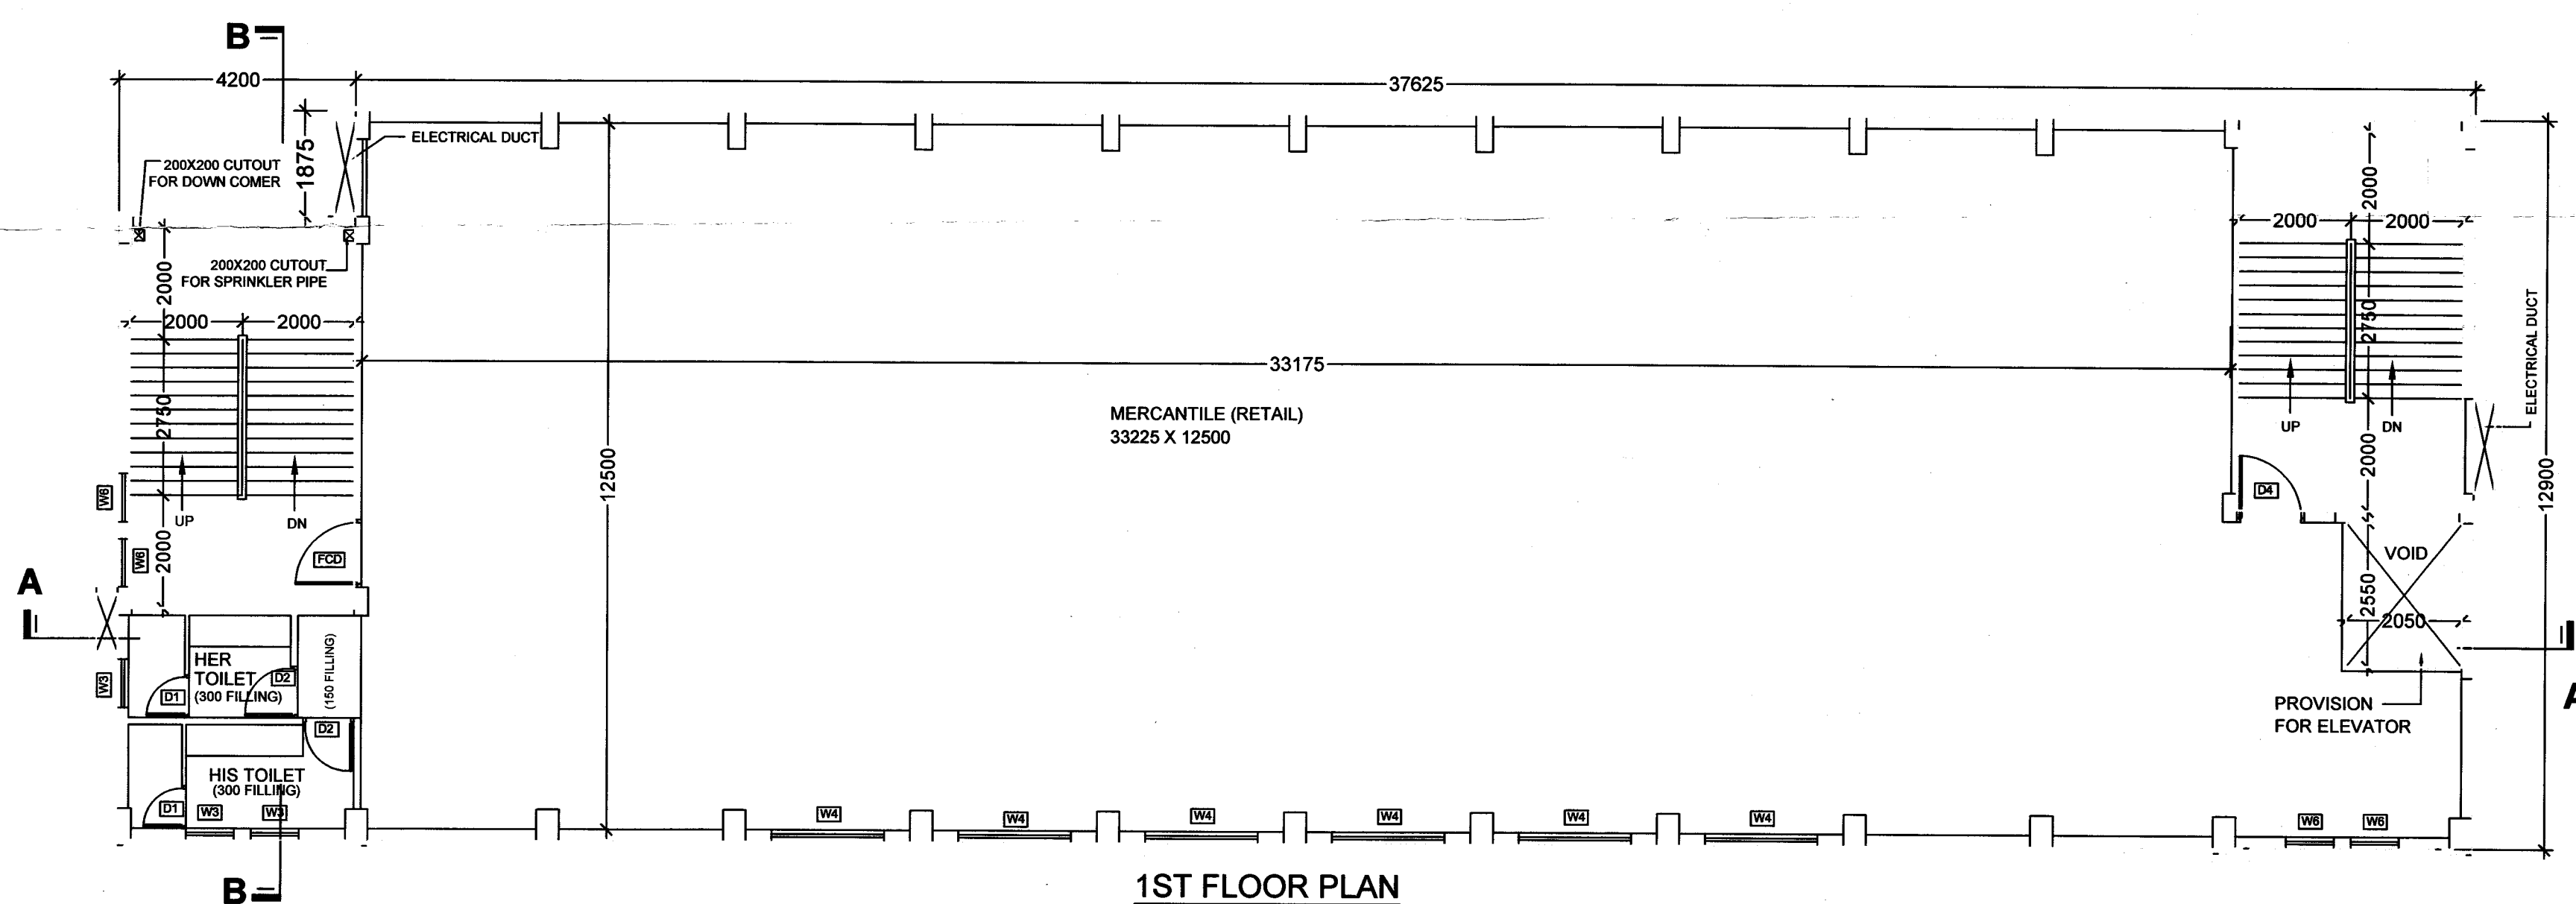 B
4200
37625
ELECTRICAL DUCT
1875
200X200 CUTOUT
FOR DOWN COMER
200X200 CUTOUT
FOR SPRINKLER PIPE
2000
2000
2000
2750
2000
UP
DN
W6
W6
FCD
A
12500
33175
MERCANTILE (RETAIL)
33225 X 12500
2000
2000
2000
2750
UP
DN
2000
ELECTRICAL DUCT
12900
D4
VOID
2550
2050
PROVISION
FOR ELEVATOR
A
HER
TOILET
(300 FILLING)
D1
D2
(150 FILLING)
W3
D2
HIS TOILET
(300 FILLING)
D1
W3
W3
W4
W4
W4
W4
W4
W4
W6
W6
B
1ST FLOOR PLAN